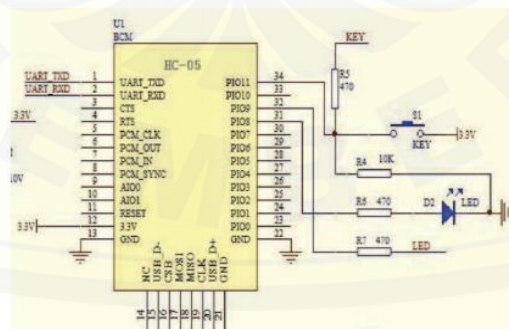 U1
BCM
HC-05
KEY
UART_TXD 1 UART_TXD PIO11 34
UART_RXD 2 UART_RXD PIO10 33
3 CTS PIO9 32
3.3V 4 RTS PIO8 31
5 PCM_CLK PIO7 30
6 PCM_OUT PIO6 29
7 PCM_IN PIO5 28
8 PCM_SYNC PIO4 27
9 AIO0 PIO3 26
10 AIO1 PIO2 25
11 RESET PIO1 24
3.3V 12 3.3V PIO0 23
13 GND GND 22
NC USB_D- CSB MOSI MISO CLK USB_D+ GND
14 15 16 17 18 19 20 21
R5
470
S1
KEY 3.3V
R4 10K
R6 470 D2 LED
R7 470 LED